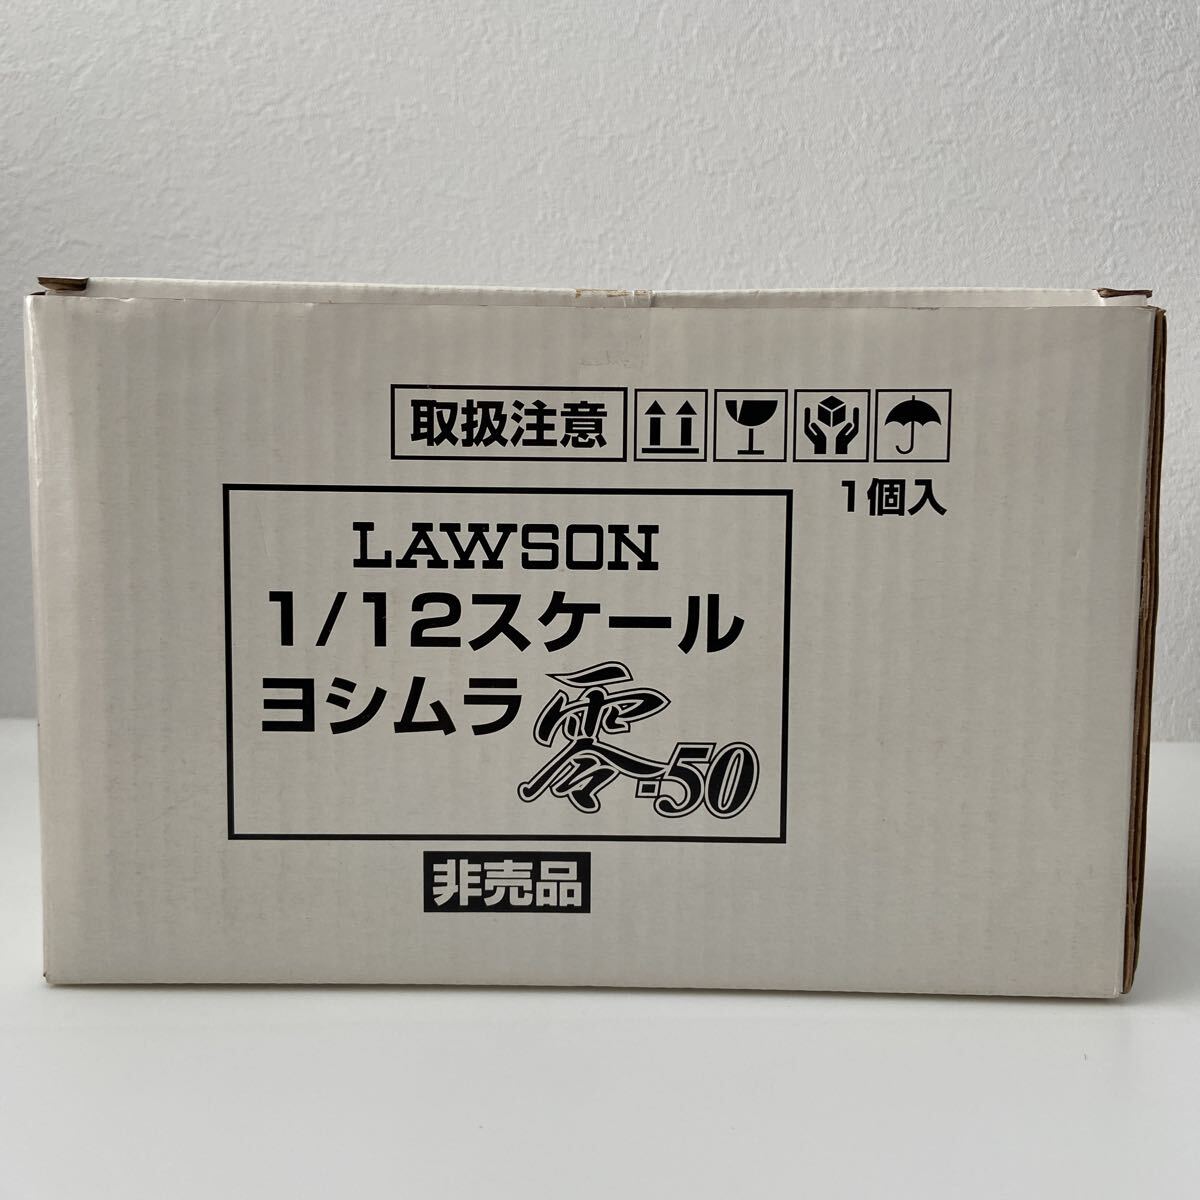 取扱注意
1個入
LAWSON
1/12スケール
ヨシムラ零-50
非売品